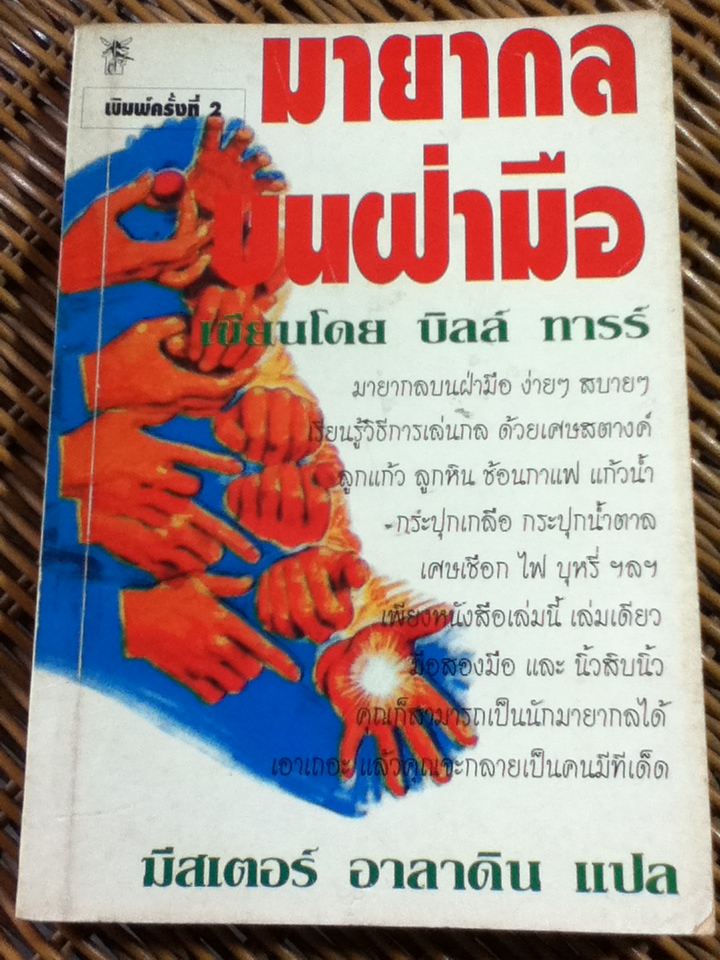 พิมพ์ครั้งที่ 2
มายากล
บนฝ่ามือ
เขียนโดย บิลล์ ทารร์
มายากลบนฝ่ามือ ง่ายๆ สบายๆ
เรียนรู้วิธีการเล่นกล ด้วยเศษสตางค์
ลูกแก้ว ลูกหิน ช้อนกาแฟ แก้วน้ำ
กระปุกเกลือ กระปุกน้ำตาล
เศษเชือก ไฟ บุหรี่ ฯลฯ
เพียงหนังสือเล่มนี้ เล่มเดียว
มือสองมือ และ นิ้วสิบนิ้ว
คุณก็สามารถเป็นนักมายากลได้
เอาเถอะ แล้วคุณจะกลายเป็นคนมีทีเด็ด
มีสเตอร์ อาลาดิน แปล